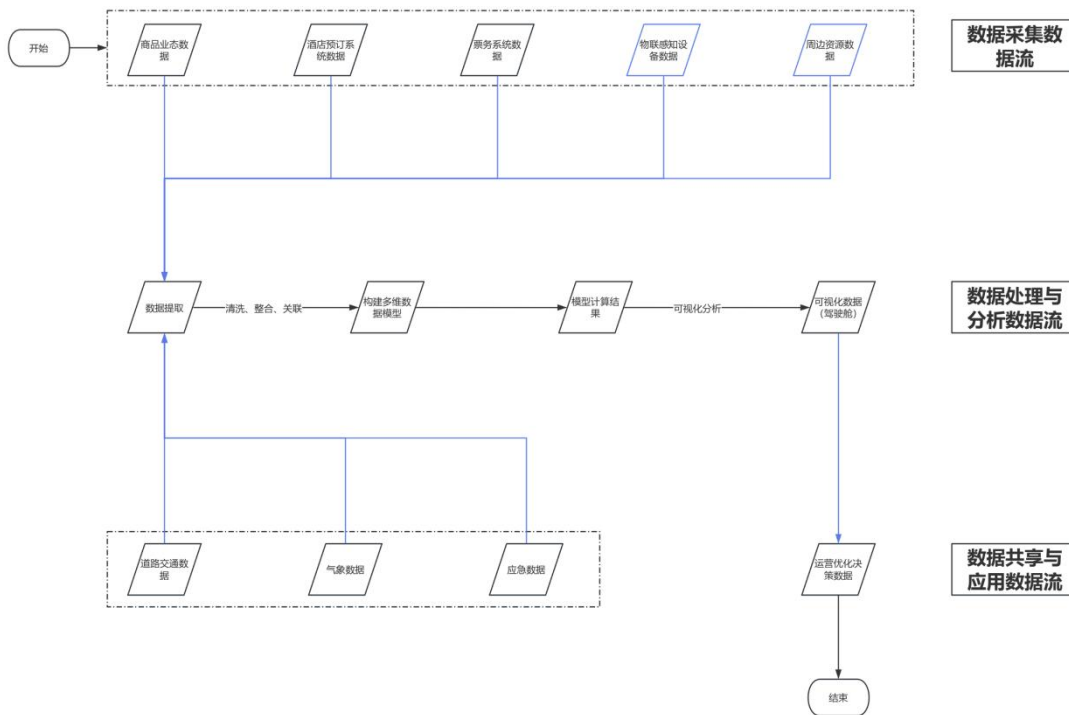 开始
商品业态数
据
酒店预订系
统数据
票务系统数据
物联感知设
备数据
周边资源数
据
数据采集数
据流
数据提取
清洗、整合、关联
构建多维数
据模型
模型计算结
果
可视化分析
可视化数据
（驾驶舱）
数据处理与
分析数据流
道路交通数
据
气象数据
应急数据
运营优化决
策数据
数据共享与
应用数据流
结束